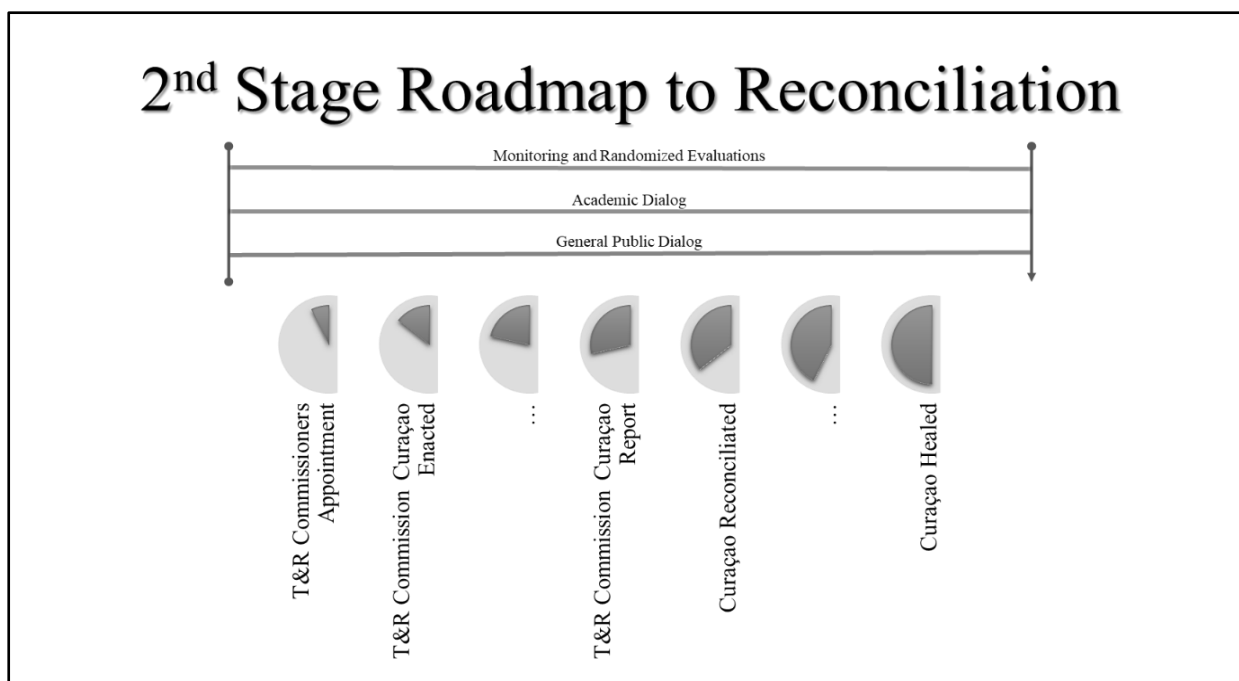 2nd Stage Roadmap to Reconciliation
Monitoring and Randomized Evaluations
Academic Dialog
General Public Dialog
T&R Commissioners
Appointment
T&R Commission Curaçao
Enacted
…
T&R Commission Curaçao
Report
Curaçao Reconciliated
…
Curaçao Healed